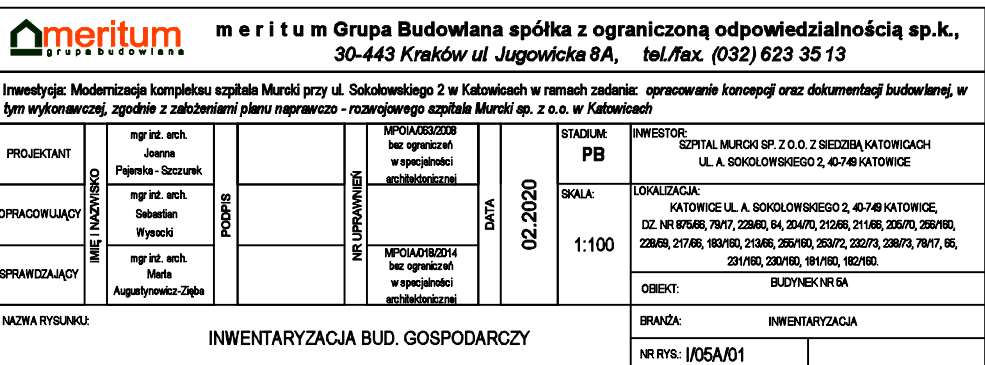 meritum
grupa budowlana
m e r i t u m Grupa Budowlana spółka z ograniczoną odpowiedzialnością sp.k.,
30-443 Kraków ul. Jugowicka 8A, tel./fax. (032) 623 35 13
Inwestycja: Modernizacja kompleksu szpitala Murcki przy ul. Sokołowskiego 2 w Katowicach w ramach zadania: opracowanie koncepcji oraz dokumentacji budowlanej, w
tym wykonawczej, zgodnie z założeniami planu naprawczo - rozwojowego szpitala Murcki sp. z o.o. w Katowicach
PROJEKTANT
OPRACOWUJĄCY
SPRAWDZAJĄCY
IMIĘ I NAZWISKO
mgr inż. arch.
Joanna
Pajerska - Szczurek
mgr inż. arch.
Sebastian
Wysocki
mgr inż. arch.
Marta
Augustynowicz-Zięba
PODPIS
NR UPRAWNIEŃ
MPOIA/063/2008
bez ograniczeń
w specjalności
architektonicznej
MPOIA/018/2014
bez ograniczeń
w specjalności
architektonicznej
DATA
02.2020
STADIUM:
PB
SKALA:
1:100
INWESTOR:
SZPITAL MURCKI SP. Z O.O. Z SIEDZIBĄ KATOWICACH
UL. A. SOKOŁOWSKIEGO 2, 40-749 KATOWICE
LOKALIZACJA:
KATOWICE UL. A. SOKOŁOWSKIEGO 2, 40-749 KATOWICE,
DZ. NR 875/66, 79/17, 229/60, 64, 204/70, 212/66, 211/66, 205/70, 256/160,
228/59, 217/66, 183/160, 213/66, 255/160, 253/72, 232/73, 238/73, 78/17, 65,
231/160, 230/160, 181/160, 182/160.
OBIEKT:
BUDYNEK NR 5A
NAZWA RYSUNKU:
INWENTARYZACJA BUD. GOSPODARCZY
BRANŻA:
INWENTARYZACJA
NR RYS.: I/05A/01